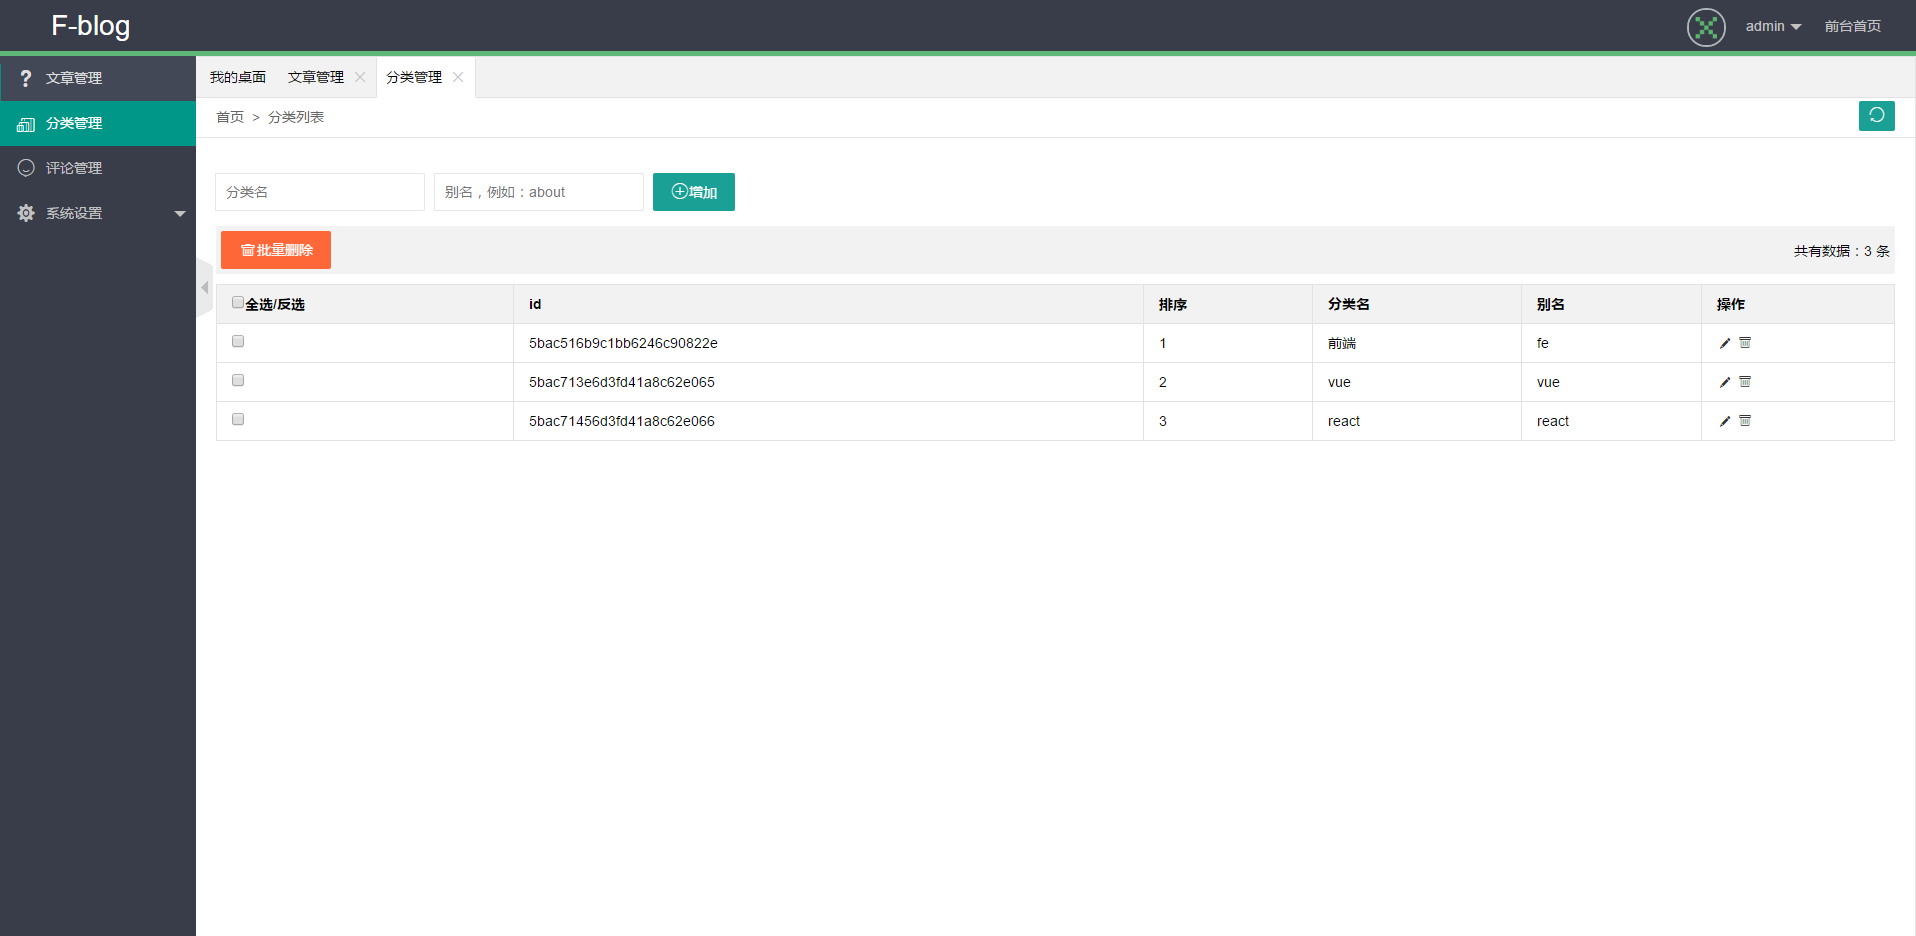 F-blog
admin
前台首页
文章管理
分类管理
评论管理
系统设置
我的桌面 文章管理 分类管理
首页 > 分类列表
分类名 别名，例如：about 增加
批量删除 共有数据：3 条
全选/反选 id 排序 分类名 别名 操作
5bac516b9c1bb6246c90822e 1 前端 fe
5bac713e6d3fd41a8c62e065 2 vue vue
5bac71456d3fd41a8c62e066 3 react react